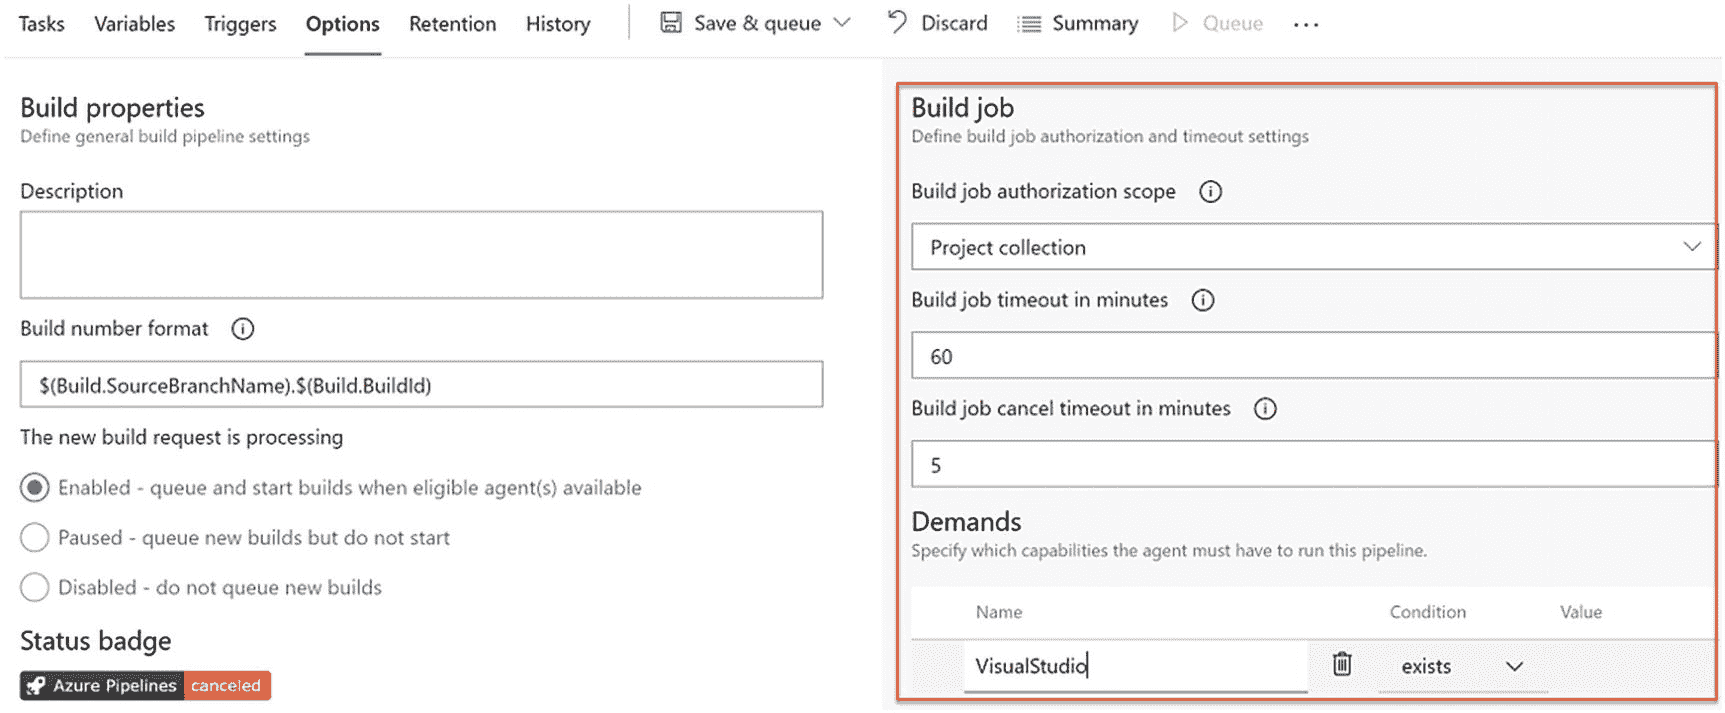 Tasks Variables Triggers Options Retention History Save & queue Discard Summary Queue ...
Build properties
Define general build pipeline settings
Description
Build number format
$(Build.SourceBranchName).$(Build.BuildId)
The new build request is processing
Enabled - queue and start builds when eligible agent(s) available
Paused - queue new builds but do not start
Disabled - do not queue new builds
Status badge
Azure Pipelines canceled
Build job
Define build job authorization and timeout settings
Build job authorization scope
Project collection
Build job timeout in minutes
60
Build job cancel timeout in minutes
5
Demands
Specify which capabilities the agent must have to run this pipeline.
Name Condition Value
VisualStudio exists